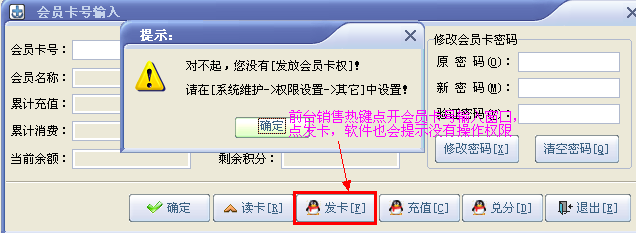 会员卡号输入
会员卡号：
会员名称：
累计充值：
累计消费：
当前余额：
剩余积分：
提示：
对不起，您没有[发放会员卡权]！
请在[系统维护->权限设置->其它]中设置！
确定
前台销售热键点开会员卡号输入窗口，
点发卡，软件也会提示没有操作权限
修改会员卡密码
原 密 码(O)：
新 密 码(M)：
验证密码(Y)：
修改密码[X]
清空密码[Q]
确定
读卡[R]
发卡[F]
充值[C]
兑分[D]
退出[E]